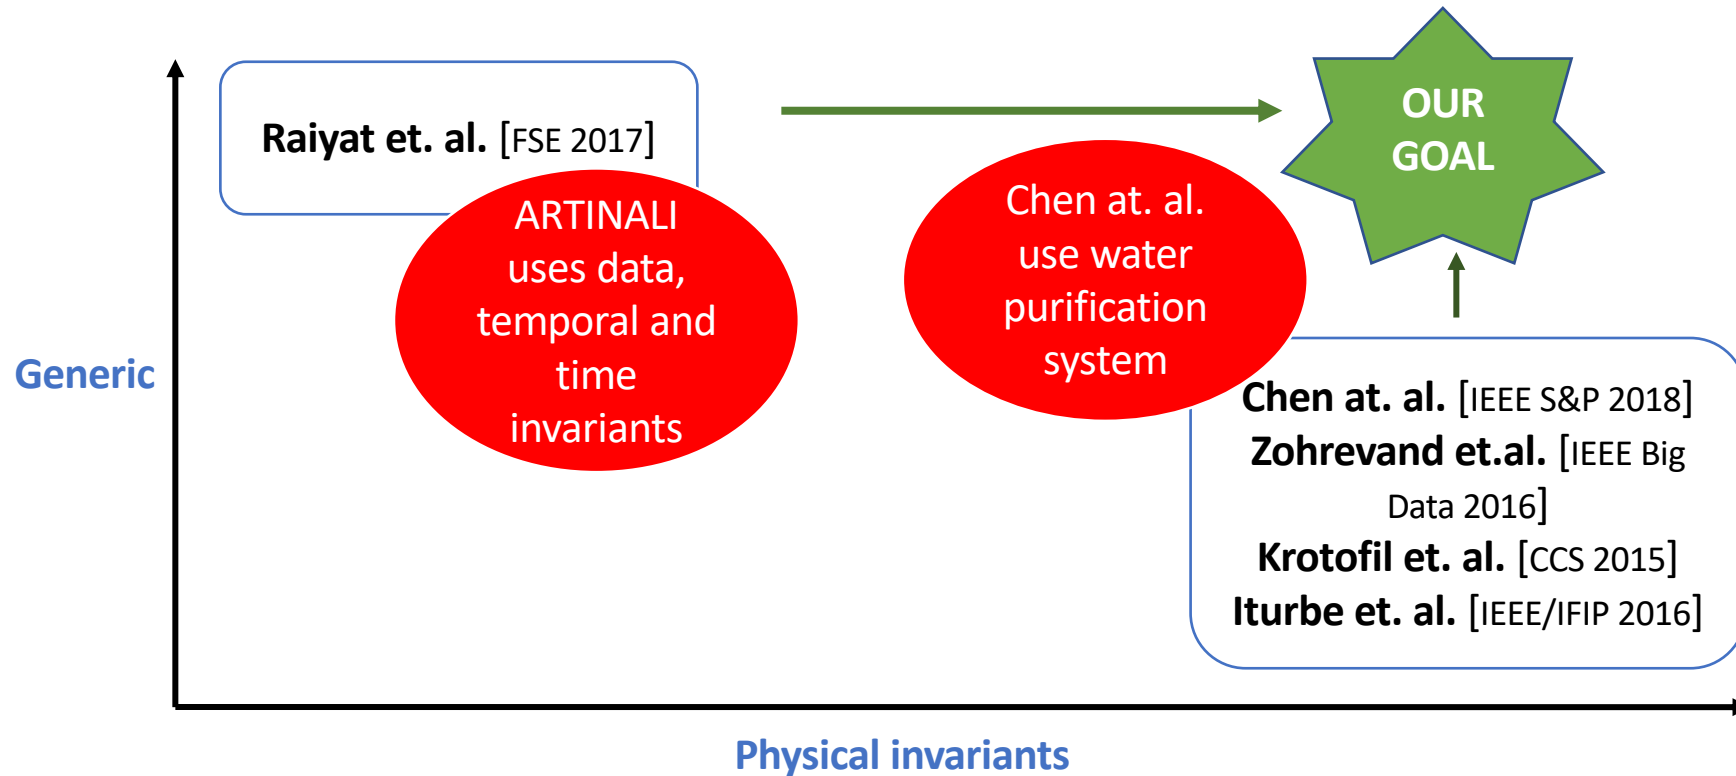 Raiyat et. al. [FSE 2017]
ARTINALI
uses data,
temporal and
time
invariants
Chen at. al.
use water
purification
system
OUR
GOAL
Generic
Chen at. al. [IEEE S&P 2018]
Zohrevand et.al. [IEEE Big
Data 2016]
Krotofil et. al. [CCS 2015]
Iturbe et. al. [IEEE/IFIP 2016]
Physical invariants